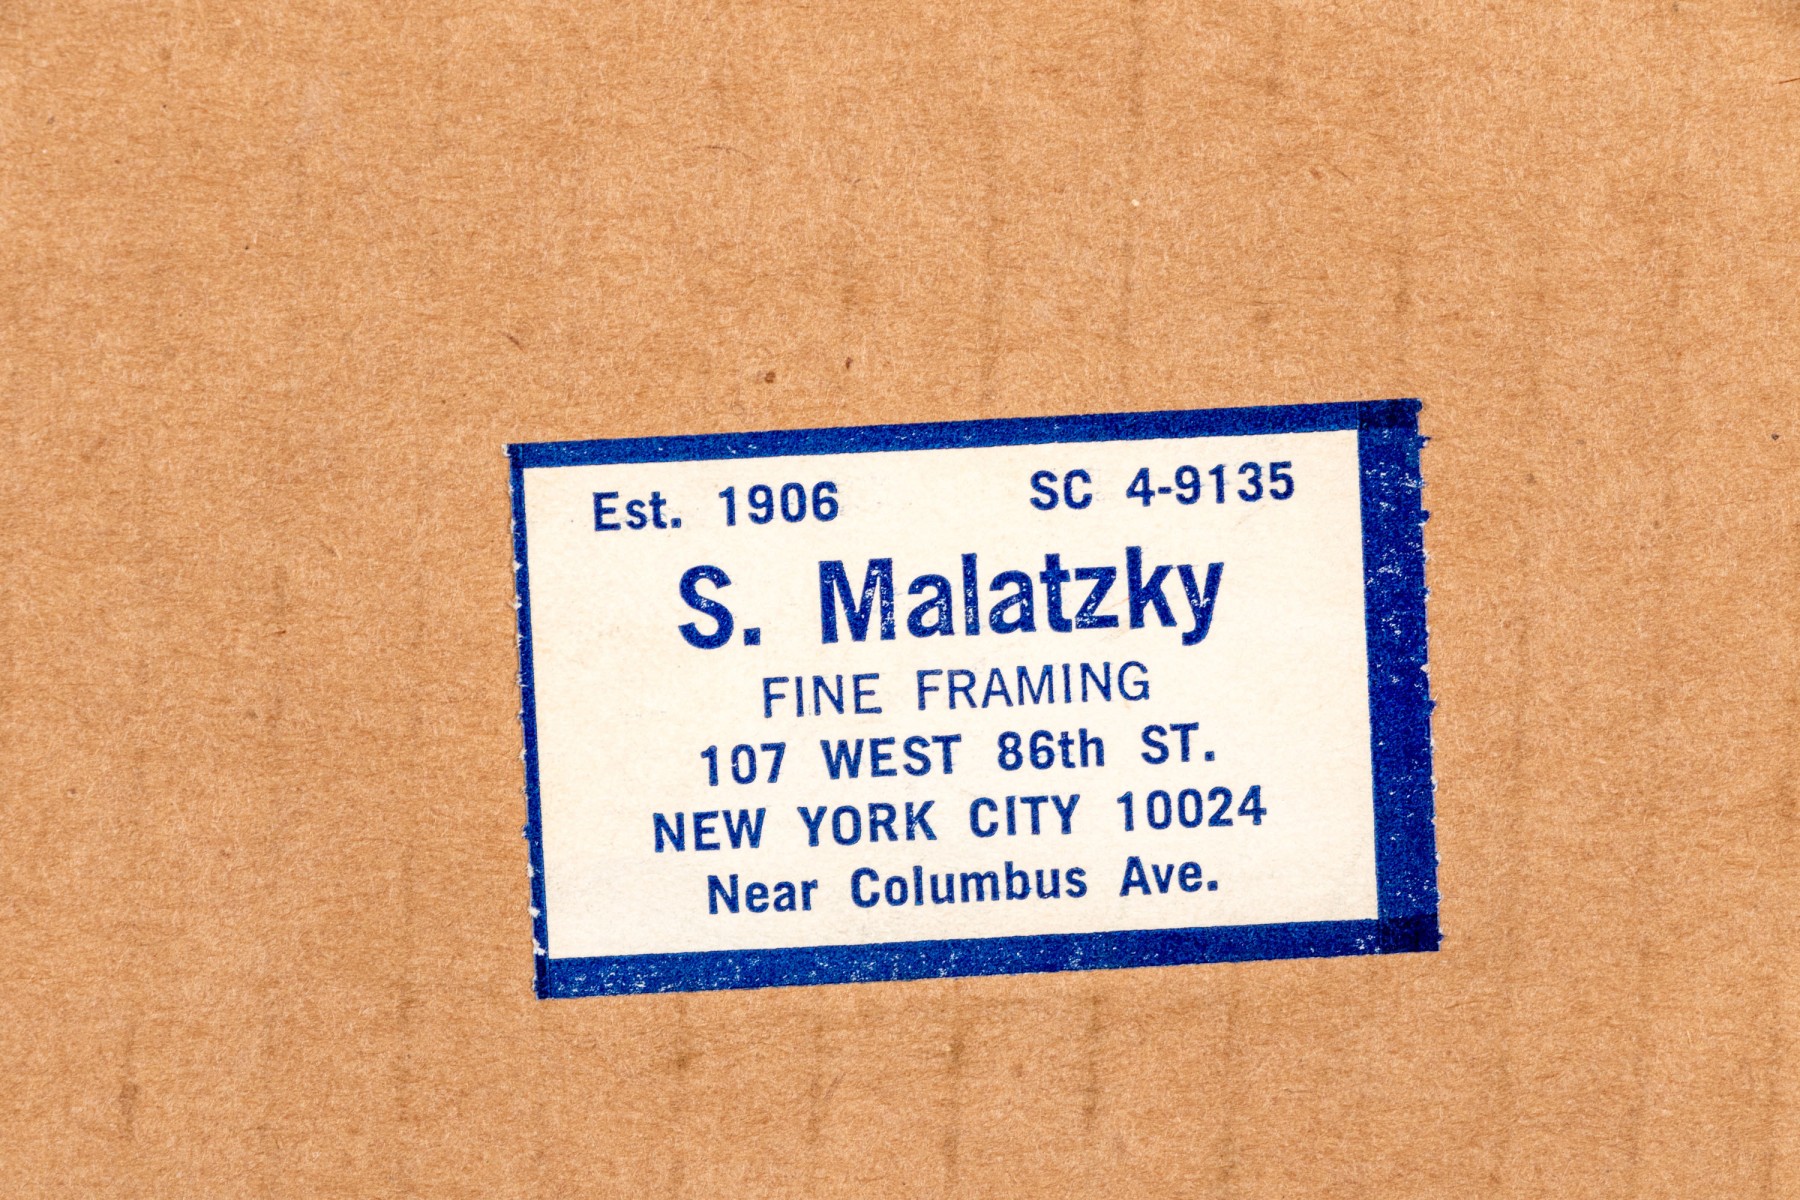 Est. 1906 SC 4-9135
S. Malatzky
FINE FRAMING
107 WEST 86th ST.
NEW YORK CITY 10024
Near Columbus Ave.